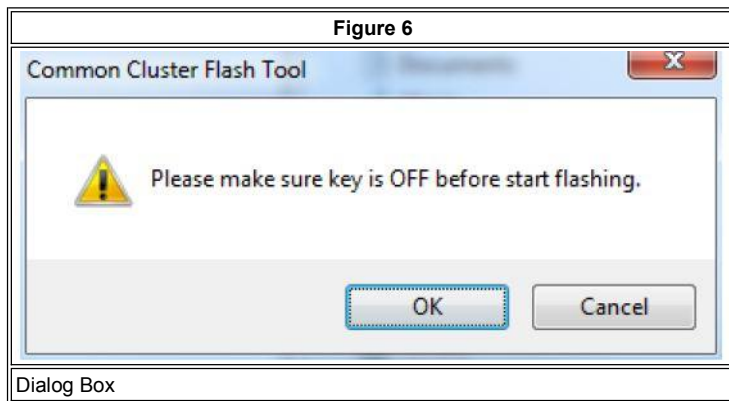 Figure 6
Common Cluster Flash Tool
Please make sure key is OFF before start flashing.
OK Cancel
Dialog Box